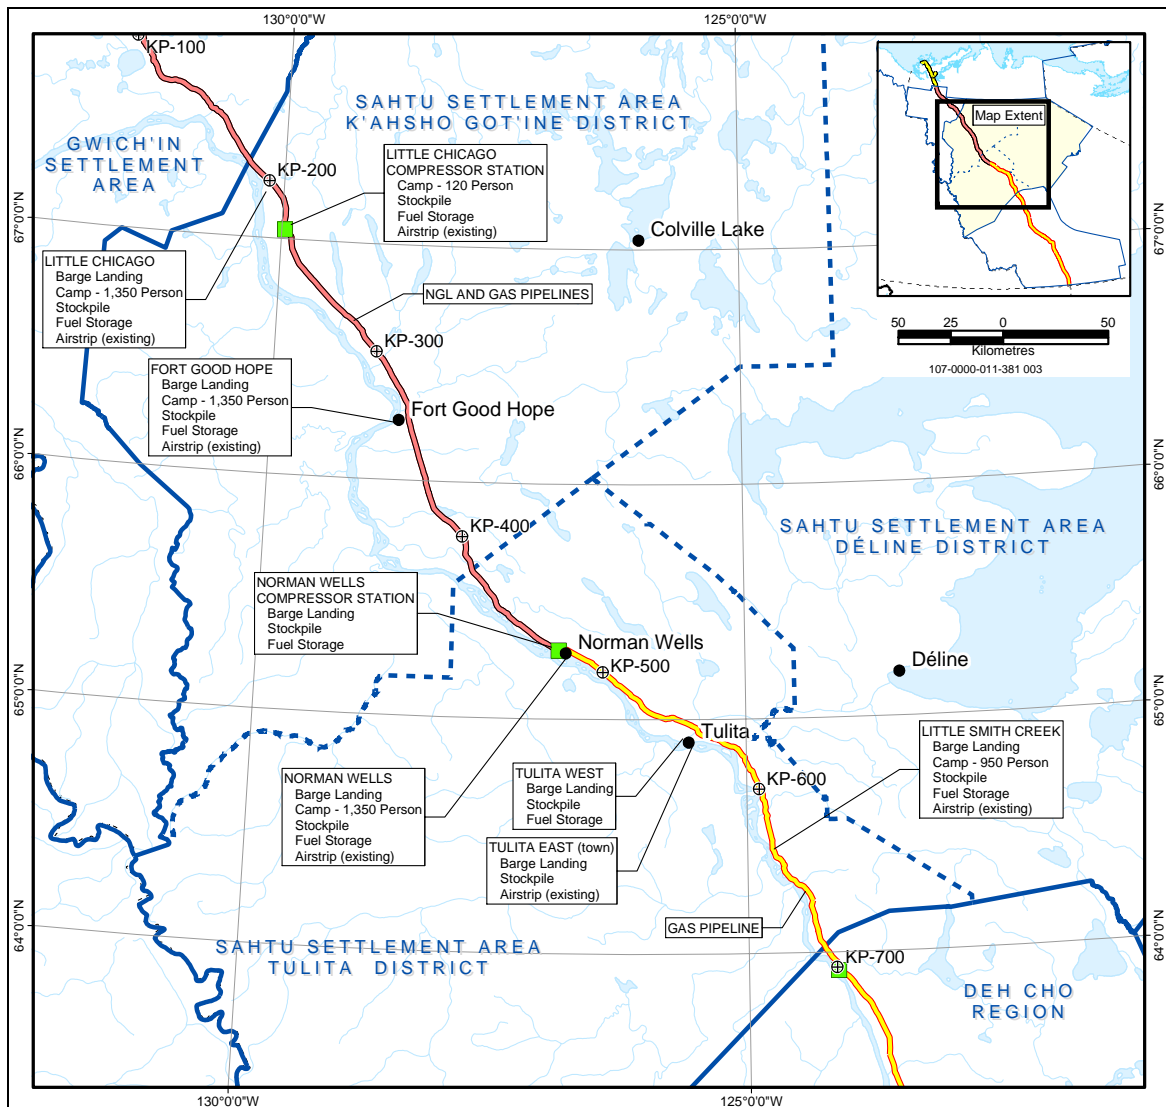 130°0'0"W
125°0'0"W
KP-100
SAHTU SETTLEMENT AREA
K'AHSHO GOT'INE DISTRICT
Map Extent
GWICH'IN
SETTLEMENT
AREA
KP-200
LITTLE CHICAGO
COMPRESSOR STATION
Camp - 120 Person
Stockpile
Fuel Storage
Airstrip (existing)
67°0'0"N
67°0'0"N
Colville Lake
LITTLE CHICAGO
Barge Landing
Camp - 1,350 Person
Stockpile
Fuel Storage
Airstrip (existing)
NGL AND GAS PIPELINES
50 25 0 50
Kilometres
107-0000-011-381 003
KP-300
FORT GOOD HOPE
Barge Landing
Camp - 1,350 Person
Stockpile
Fuel Storage
Airstrip (existing)
Fort Good Hope
66°0'0"N
66°0'0"N
KP-400
SAHTU SETTLEMENT AREA
DÉLINE DISTRICT
NORMAN WELLS
COMPRESSOR STATION
Barge Landing
Stockpile
Fuel Storage
Norman Wells
KP-500
Déline
65°0'0"N
65°0'0"N
Tulita
LITTLE SMITH CREEK
Barge Landing
Camp - 950 Person
Stockpile
Fuel Storage
Airstrip (existing)
NORMAN WELLS
Barge Landing
Camp - 1,350 Person
Stockpile
Fuel Storage
Airstrip (existing)
TULITA WEST
Barge Landing
Stockpile
Fuel Storage
KP-600
TULITA EAST (town)
Barge Landing
Stockpile
Airstrip (existing)
64°0'0"N
64°0'0"N
GAS PIPELINE
SAHTU SETTLEMENT AREA
TULITA DISTRICT
KP-700
DEH CHO
REGION
130°0'0"W
125°0'0"W